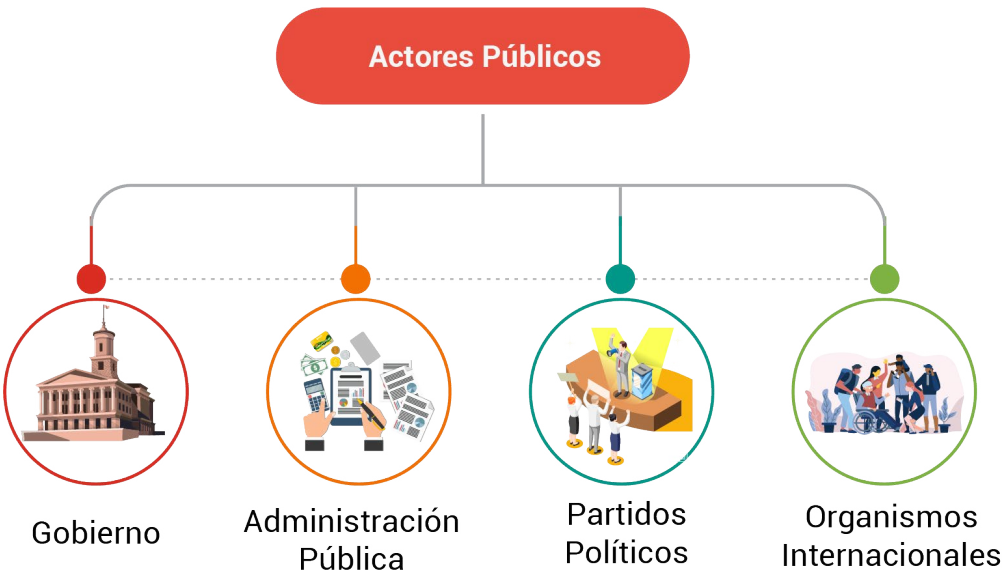 Actores Públicos
Gobierno
Administración
Pública
Partidos
Políticos
Organismos
Internacionales